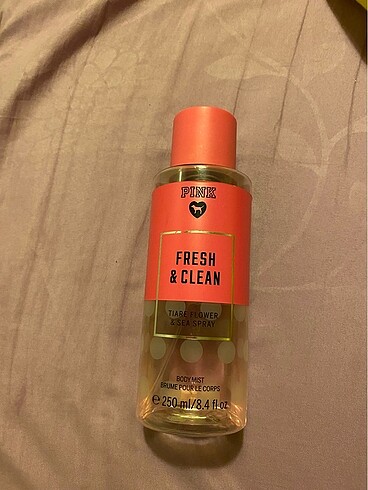 PINK
FRESH
& CLEAN
TIARE FLOWER
& SEA SPRAY
BODY MIST
BRUME POUR LE CORPS
℮ 250 ml/8.4 fl oz